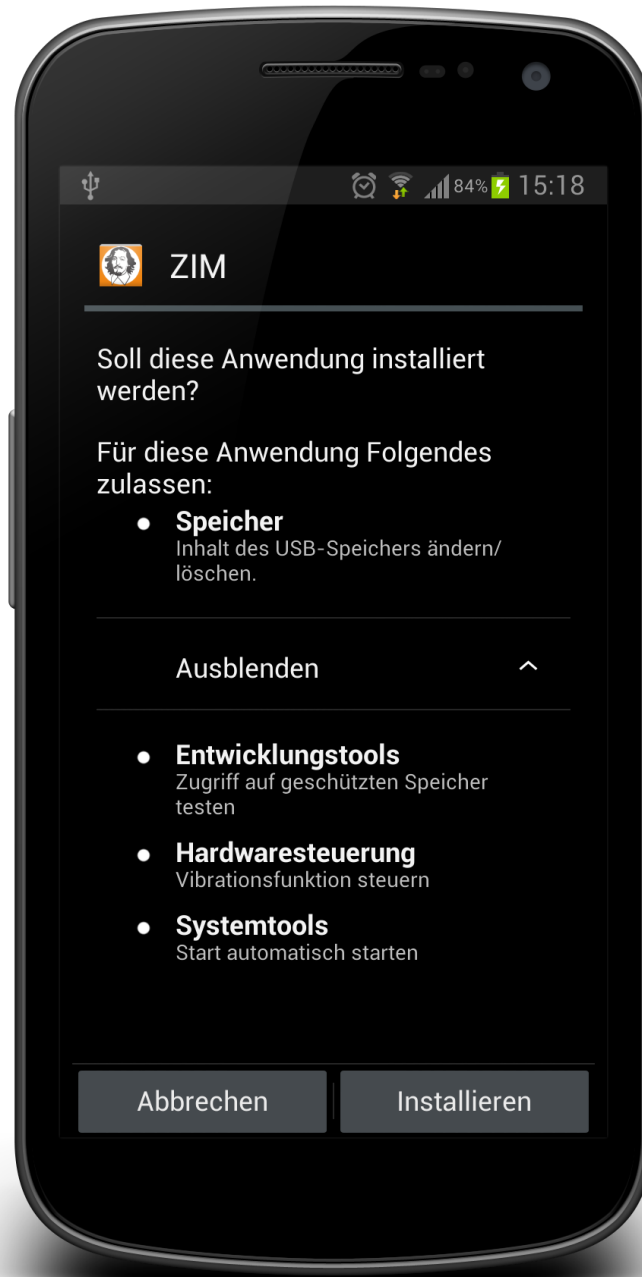 84% 15:18
ZIM
Soll diese Anwendung installiert
werden?
Für diese Anwendung Folgendes
zulassen:
Speicher
Inhalt des USB-Speichers ändern/
löschen.
Ausblenden
Entwicklungstools
Zugriff auf geschützten Speicher
testen
Hardwaresteuerung
Vibrationsfunktion steuern
Systemtools
Start automatisch starten
Abbrechen Installieren